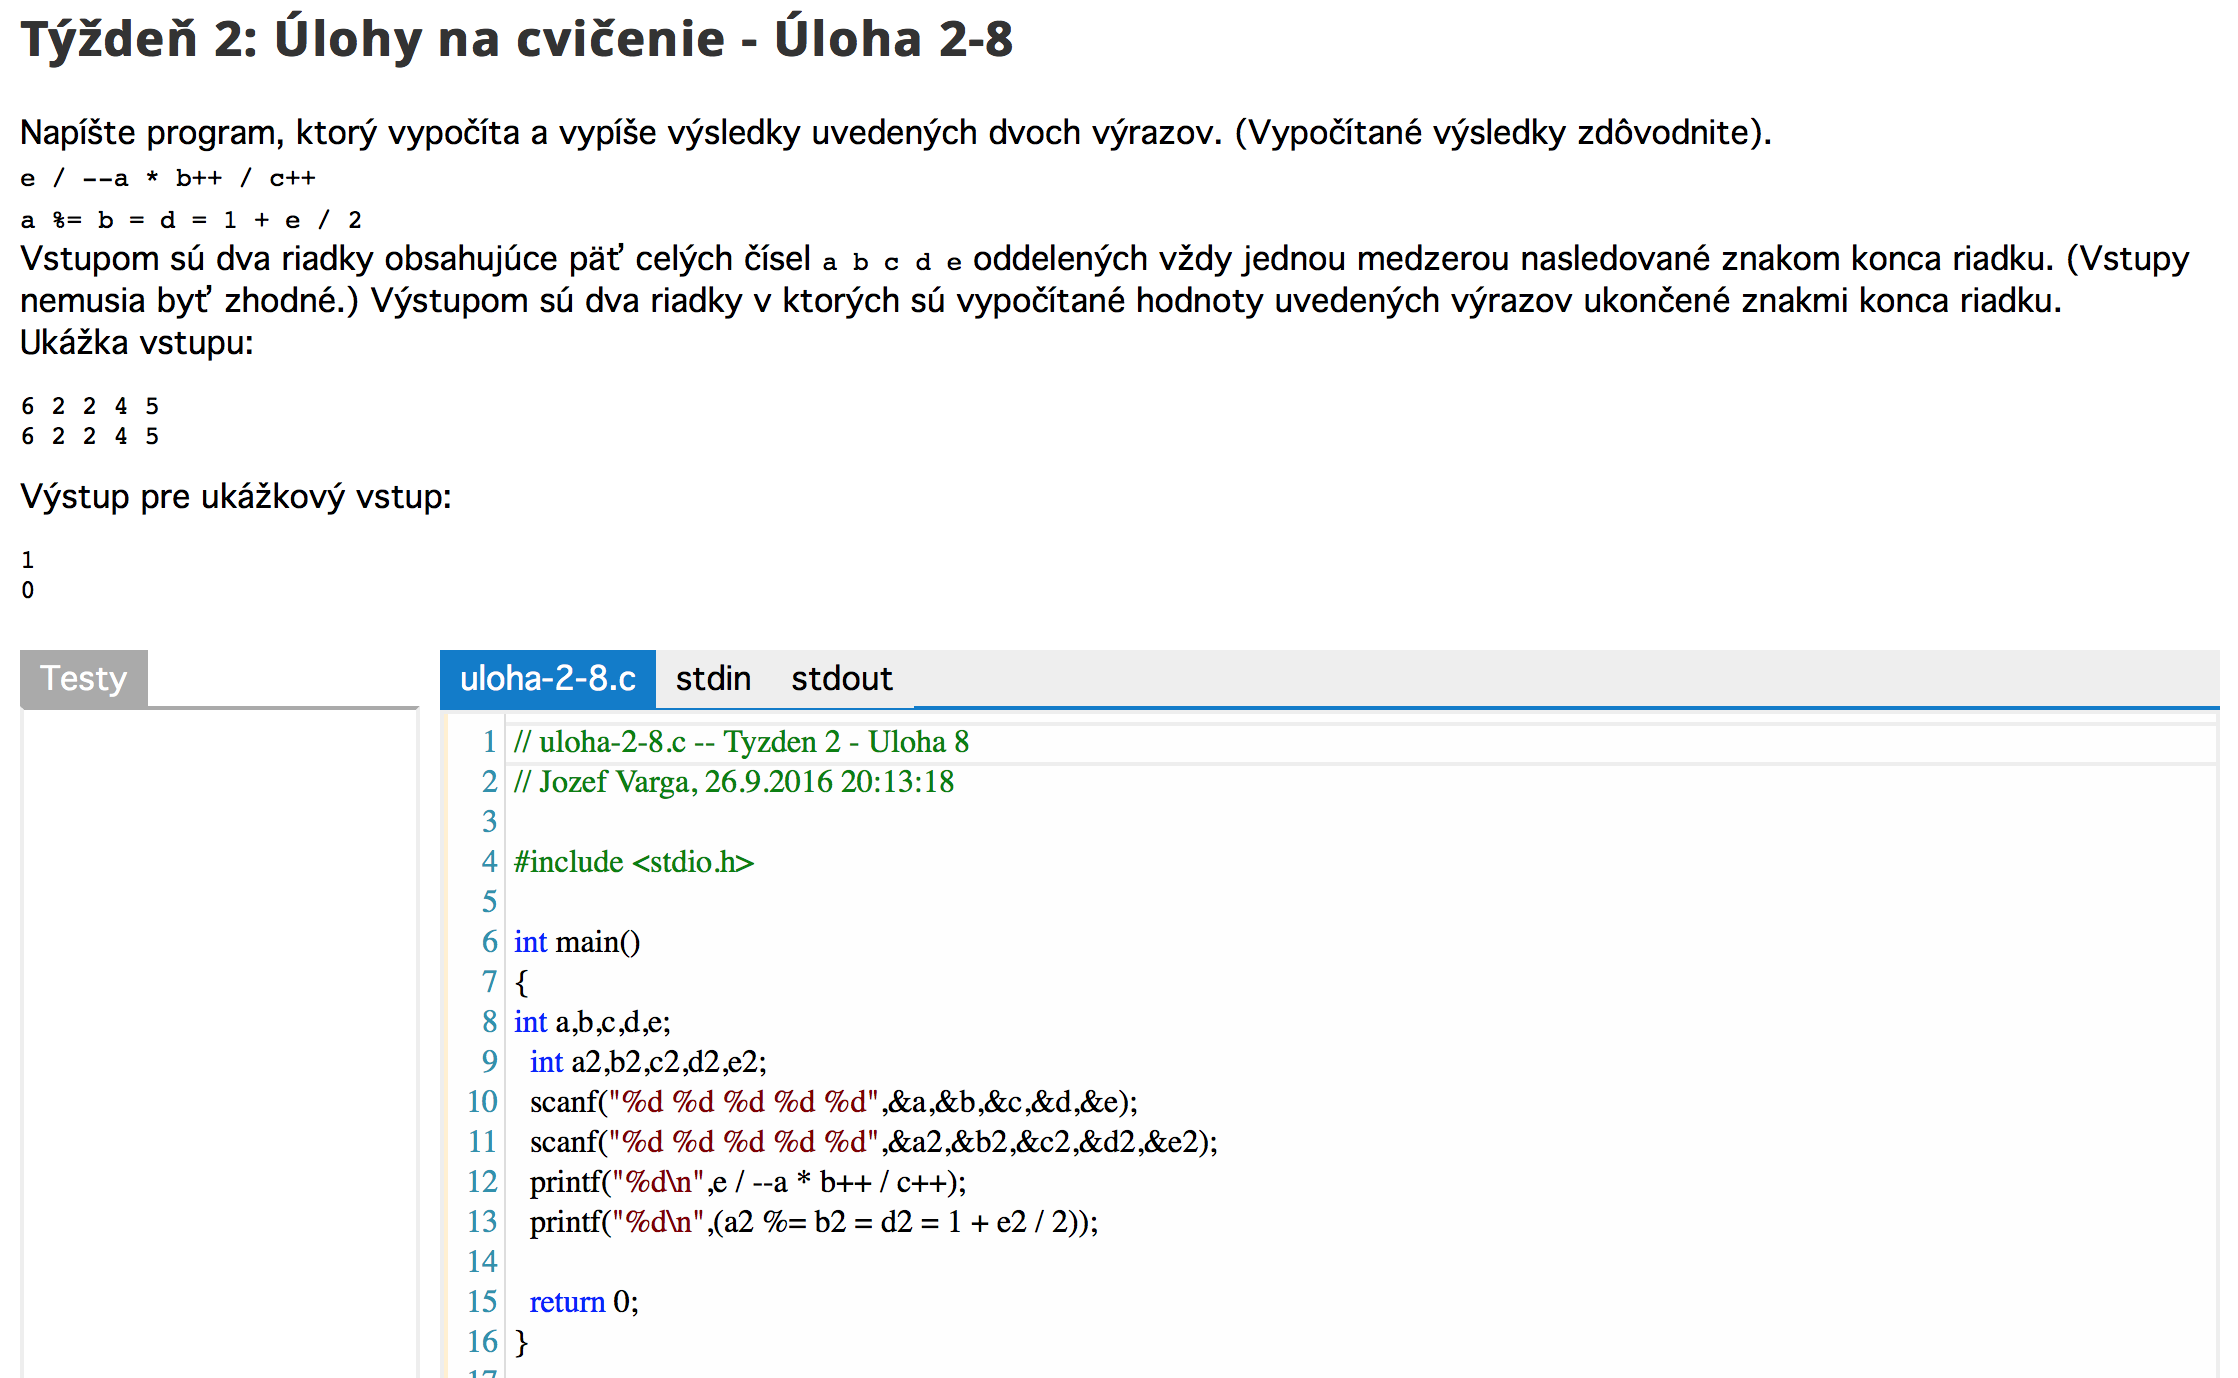 Týždeň 2: Úlohy na cvičenie - Úloha 2-8
Napíšte program, ktorý vypočíta a vypíše výsledky uvedených dvoch výrazov. (Vypočítané výsledky zdôvodnite).
e / --a * b++ / c++
a %= b = d = 1 + e / 2
Vstupom sú dva riadky obsahujúce päť celých čísel a b c d e oddelených vždy jednou medzerou nasledované znakom konca riadku. (Vstupy
nemusia byť zhodné.) Výstupom sú dva riadky v ktorých sú vypočítané hodnoty uvedených výrazov ukončené znakmi konca riadku.
Ukážka vstupu:
6 2 2 4 5
6 2 2 4 5
Výstup pre ukážkový vstup:
1
0
Testy
uloha-2-8.c stdin stdout
1 // uloha-2-8.c -- Tyzden 2 - Uloha 8
2 // Jozef Varga, 26.9.2016 20:13:18
3
4 #include <stdio.h>
5
6 int main()
7 {
8 int a,b,c,d,e;
9 int a2,b2,c2,d2,e2;
10 scanf("%d %d %d %d %d",&a,&b,&c,&d,&e);
11 scanf("%d %d %d %d %d",&a2,&b2,&c2,&d2,&e2);
12 printf("%d\n",e / --a * b++ / c++);
13 printf("%d\n",(a2 %= b2 = d2 = 1 + e2 / 2));
14
15 return 0;
16 }
17